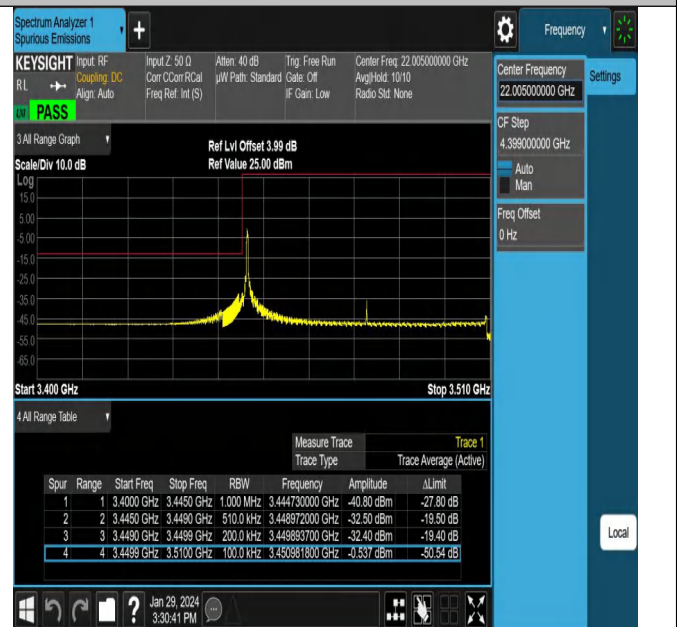 Spectrum Analyzer 1
Spurious Emissions
+
Frequency
KEYSIGHT
RL
PASS
Input: RF
Coupling: DC
Align: Auto
Input Z: 50 Ω
Corr CCorr RCal
Freq Ref: Int (S)
Atten: 40 dB
µW Path: Standard
Trig: Free Run
Gate: Off
IF Gain: Low
Center Freq: 22.005000000 GHz
Avg|Hold: 10/10
Radio Std: None
Center Frequency
22.005000000 GHz
Settings
CF Step
4.399000000 GHz
Auto
Man
Freq Offset
0 Hz
3 All Range Graph
Scale/Div 10.0 dB
Ref Lvl Offset 3.99 dB
Ref Value 25.00 dBm
Log
15.0
5.00
-5.00
-15.0
-25.0
-35.0
-45.0
-55.0
-65.0
Start 3.400 GHz
Stop 3.510 GHz
4 All Range Table
Measure Trace Trace 1
Trace Type Trace Average (Active)
Spur Range Start Freq Stop Freq RBW Frequency Amplitude ΔLimit
1 1 3.4000 GHz 3.4450 GHz 1.000 MHz 3.444730000 GHz -40.80 dBm -27.80 dB
2 2 3.4450 GHz 3.4490 GHz 510.0 kHz 3.448972000 GHz -32.50 dBm -19.50 dB
3 3 3.4490 GHz 3.4499 GHz 200.0 kHz 3.449893700 GHz -32.40 dBm -19.40 dB
4 4 3.4499 GHz 3.5100 GHz 100.0 kHz 3.450981800 GHz -0.537 dBm -50.54 dB
Local
?
Jan 29, 2024
3:30:41 PM